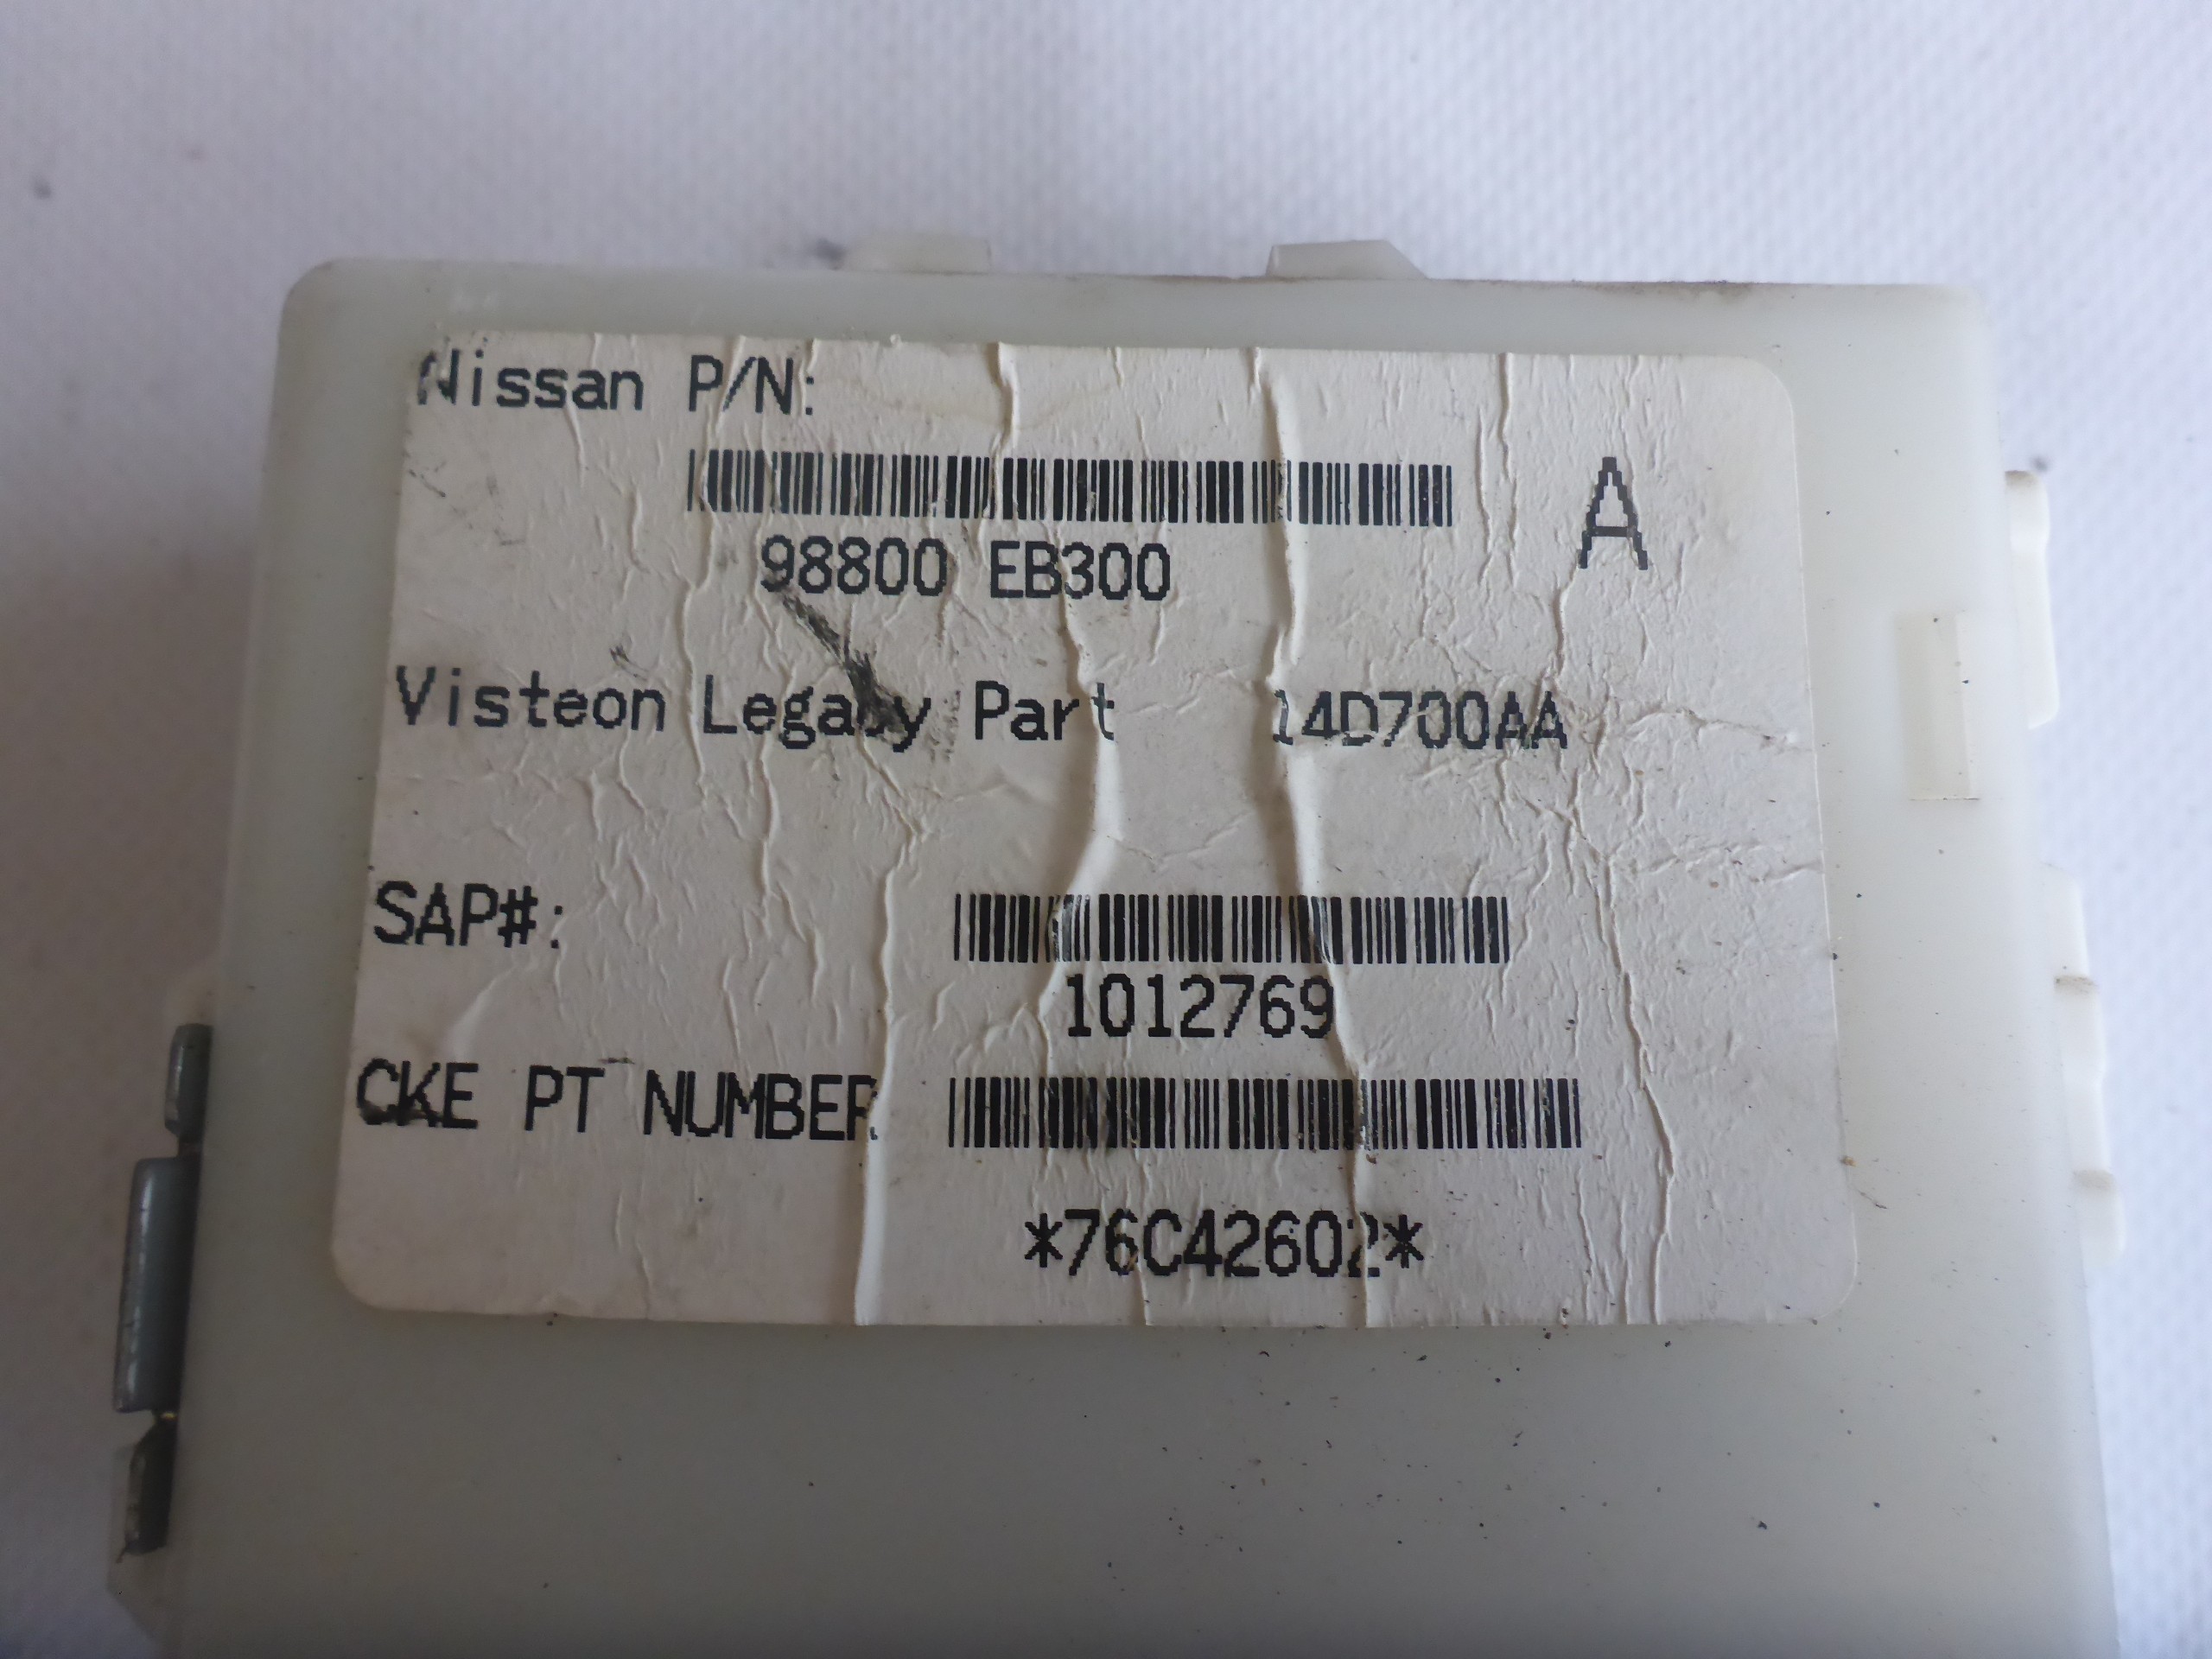 Nissan P/N:
A
98800 EB300
Visteon Legacy Part 14D700AA
SAP#:
1012769
CKE PT NUMBER
*76C42602*